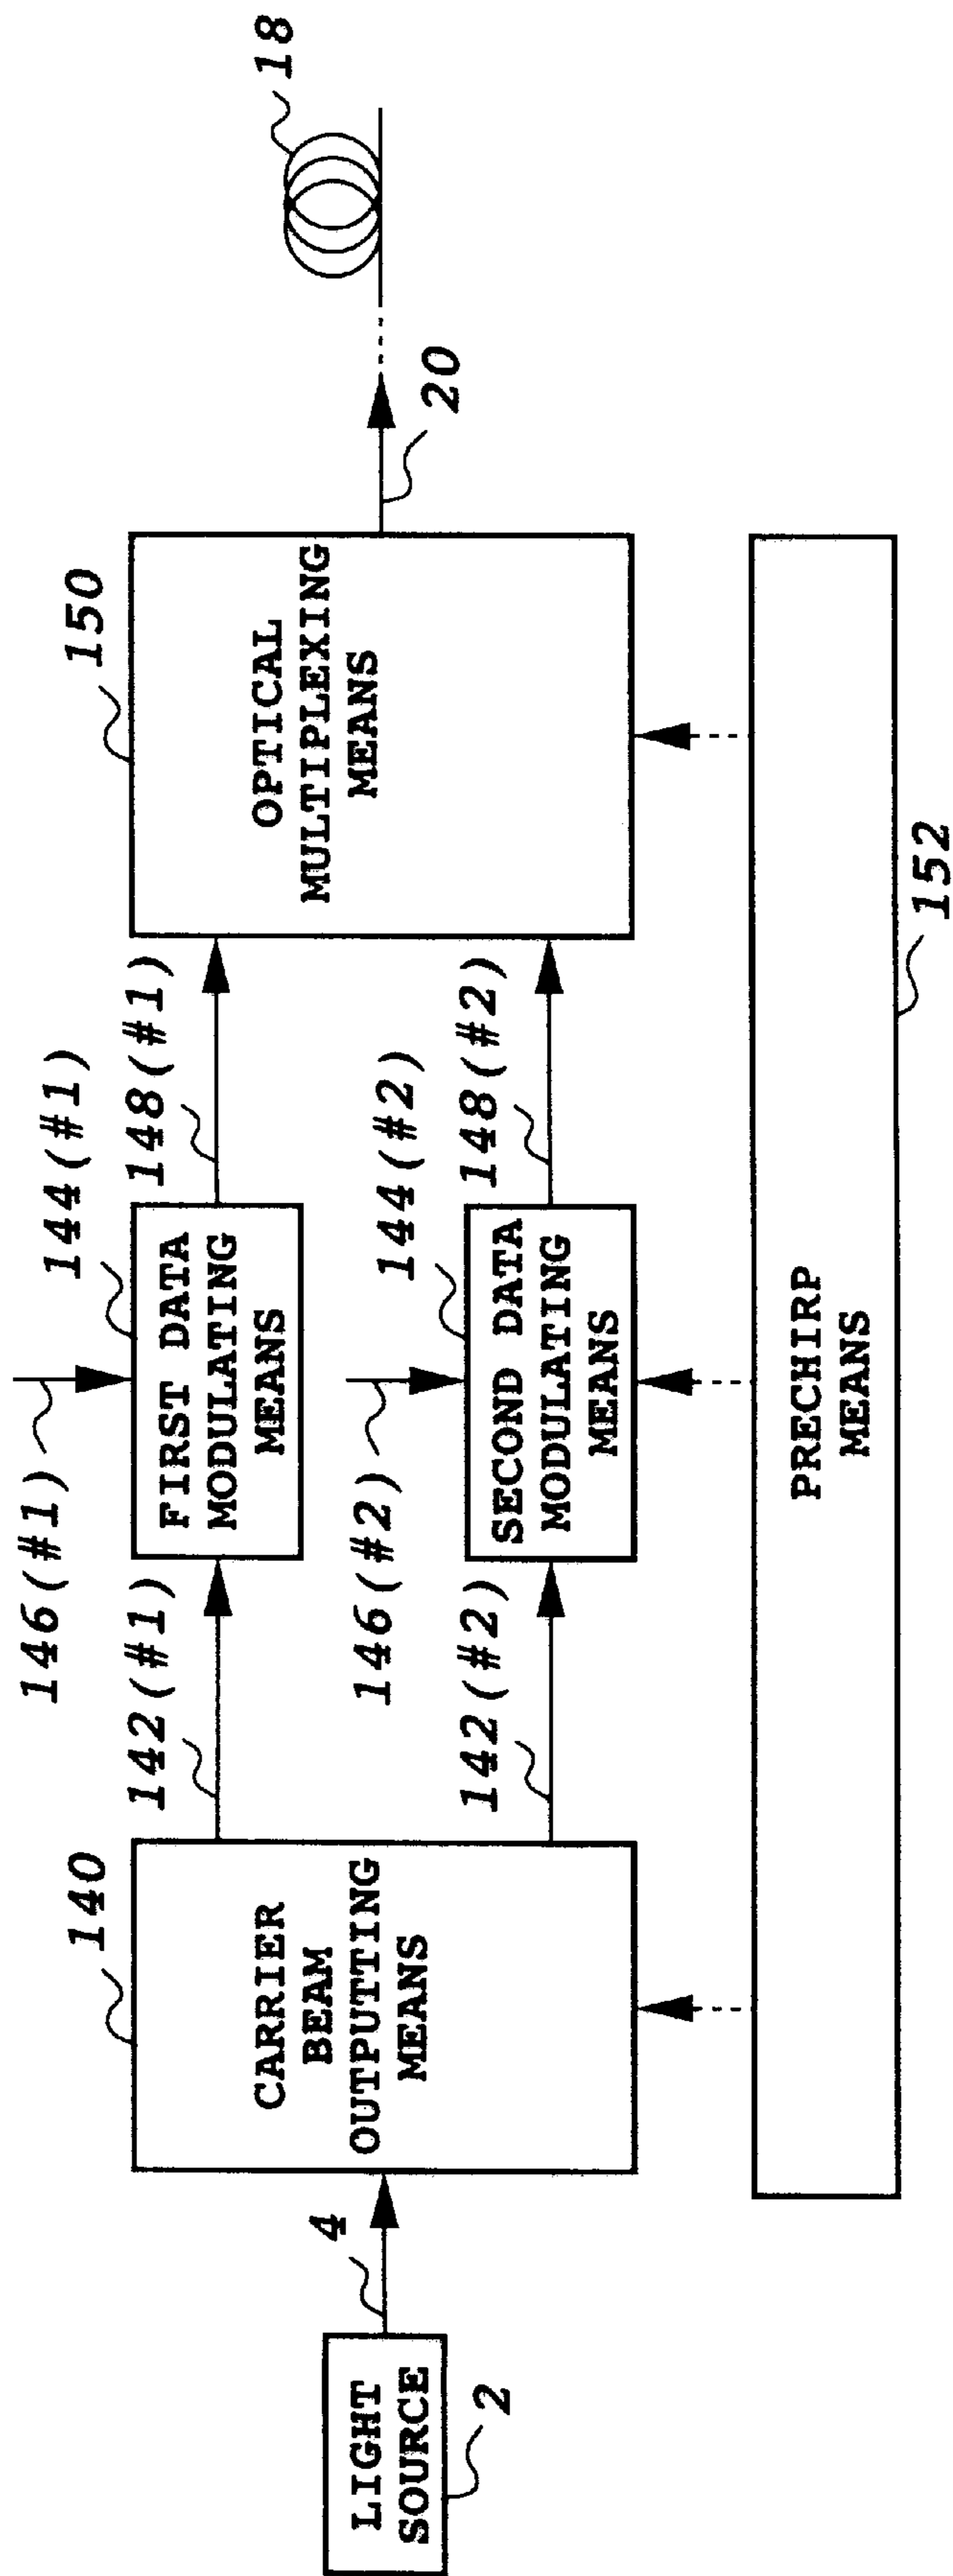 LIGHT
SOURCE
2
4
140
CARRIER
BEAM
OUTPUTTING
MEANS
142(#1)
142(#2)
146(#1)
144(#1)
FIRST DATA
MODULATING
MEANS
146(#2)
144(#2)
SECOND DATA
MODULATING
MEANS
148(#1)
148(#2)
150
OPTICAL
MULTIPLEXING
MEANS
20
18
PRECHIRP
MEANS
152